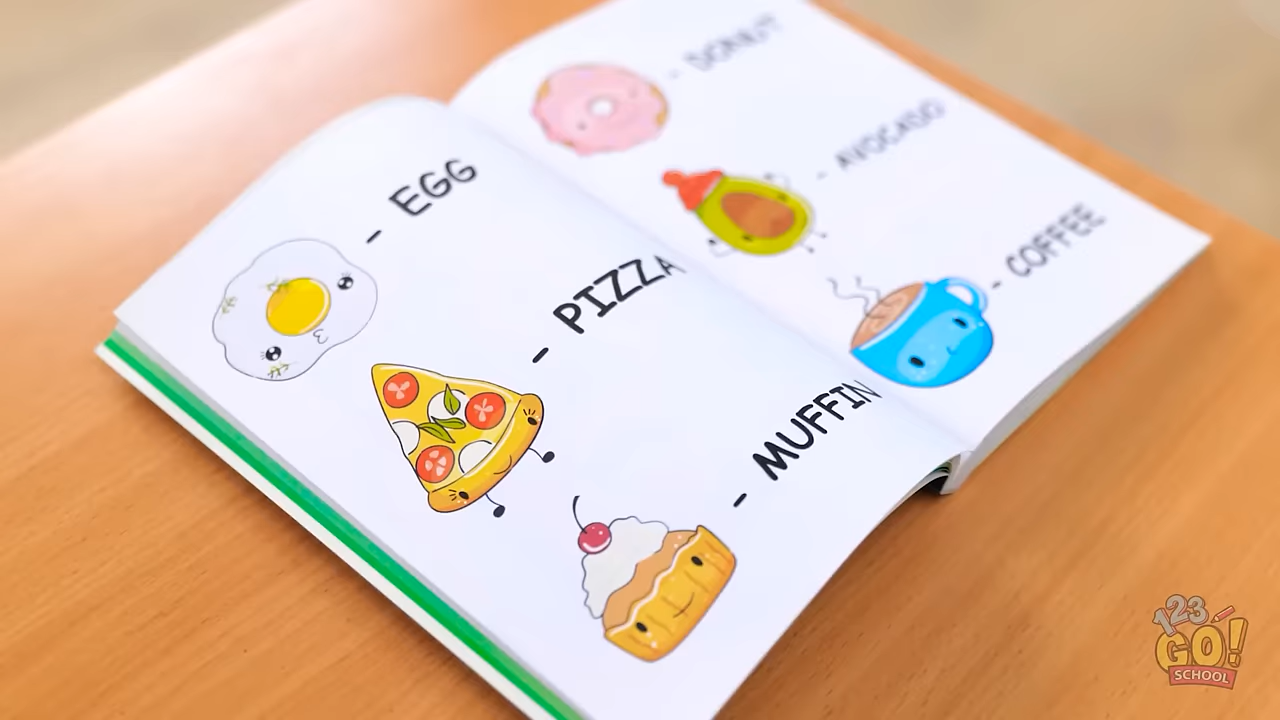 - EGG
- PIZZA
- MUFFIN
- DONUT
- AVOCADO
- COFFEE
123
GO!
SCHOOL